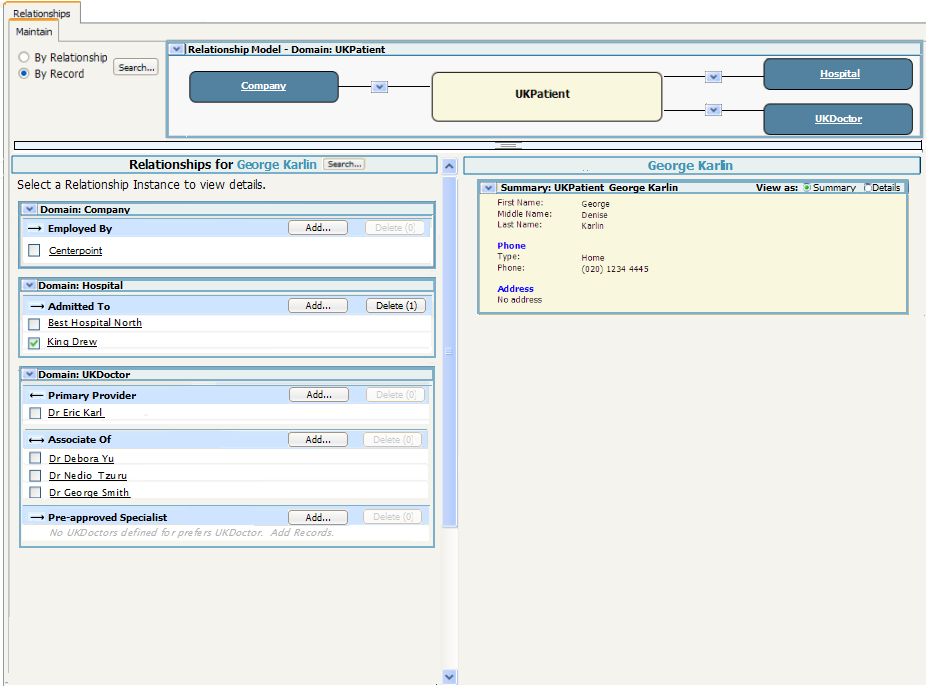 Relationships
Maintain
By Relationship
By Record
Search...
Relationship Model - Domain: UKPatient
Company
UKPatient
Hospital
UKDoctor
Relationships for George Karlin Search...
Select a Relationship Instance to view details.
Domain: Company
Employed By Add... Delete (0)
Centerpoint
Domain: Hospital
Admitted To Add... Delete (1)
Best Hospital North
King Drew
Domain: UKDoctor
Primary Provider Add... Delete (0)
Dr Eric Karl
Associate Of Add... Delete (0)
Dr Debora Yu
Dr Nedio Tzuru
Dr George Smith
Pre-approved Specialist Add... Delete (0)
No UKDoctors defined for prefers UKDoctor. Add Records.
George Karlin
Summary: UKPatient George Karlin View as: Summary Details
First Name: George
Middle Name: Denise
Last Name: Karlin
Phone
Type: Home
Phone: (020) 1234 4445
Address
No address